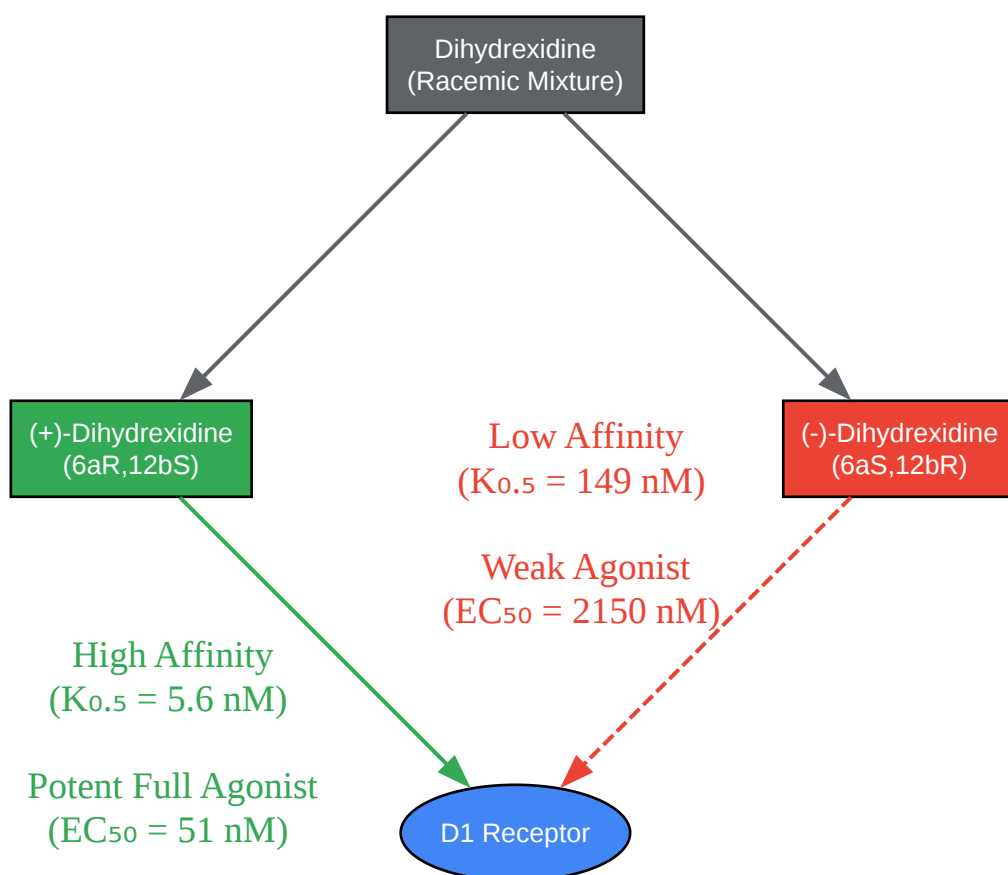 Dihydrexidine
(Racemic Mixture)
(+)-Dihydrexidine
(6aR,12bS)
Low Affinity
(K₀.₅ = 149 nM)
(-)-Dihydrexidine
(6aS,12bR)
Weak Agonist
(EC₅₀ = 2150 nM)
High Affinity
(K₀.₅ = 5.6 nM)
Potent Full Agonist
(EC₅₀ = 51 nM)
D1 Receptor